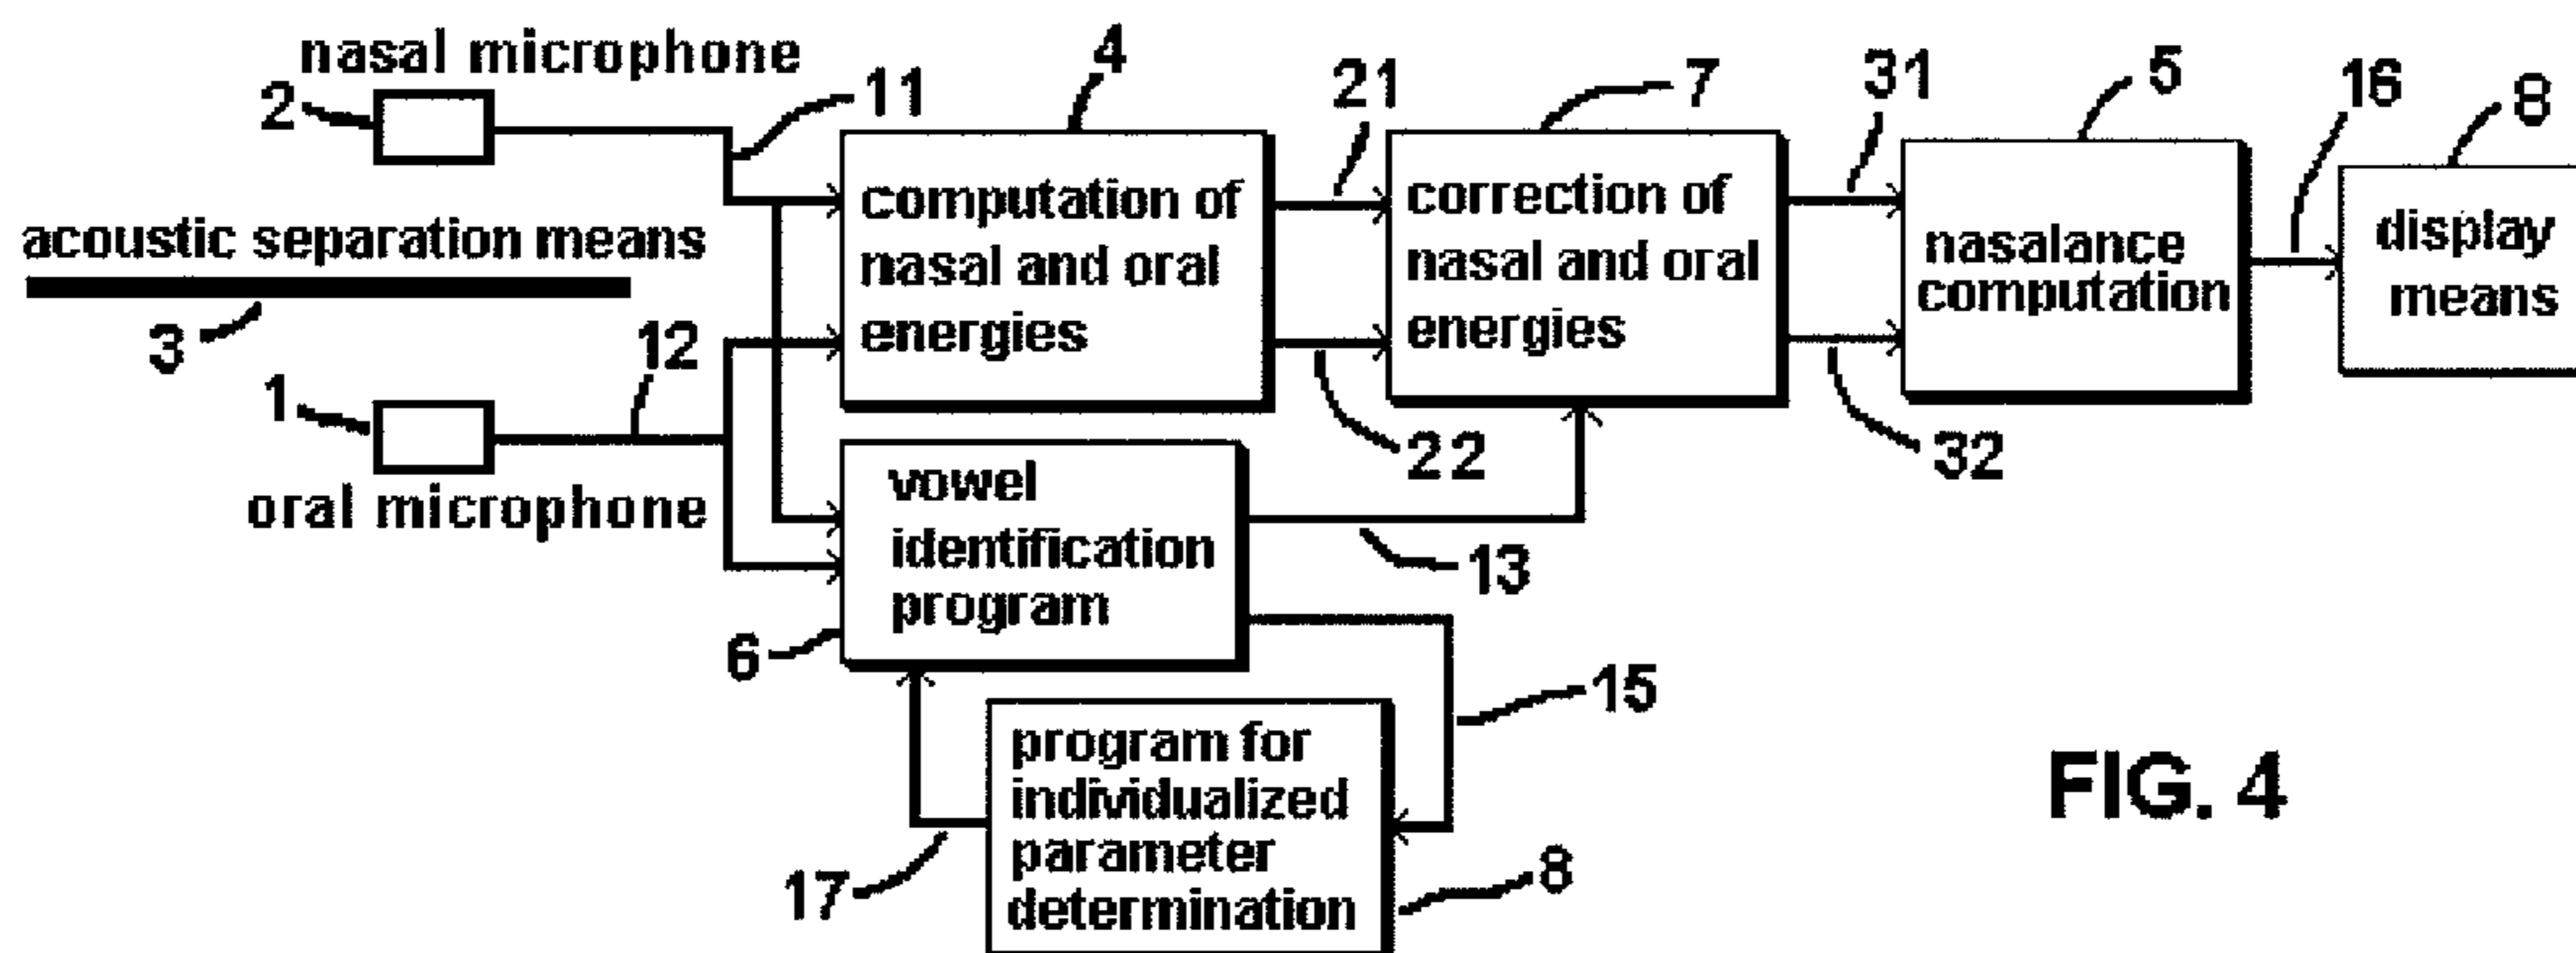 nasal microphone
2
11
4
21
7
31
5
16
8
acoustic separation means
3
12
1
oral microphone
computation of
nasal and oral
energies
22
correction of
nasal and oral
energies
32
nasalance
computation
display
means
vowel
identification
program
6
13
15
program for
individualized
parameter
determination
17
8
FIG. 4